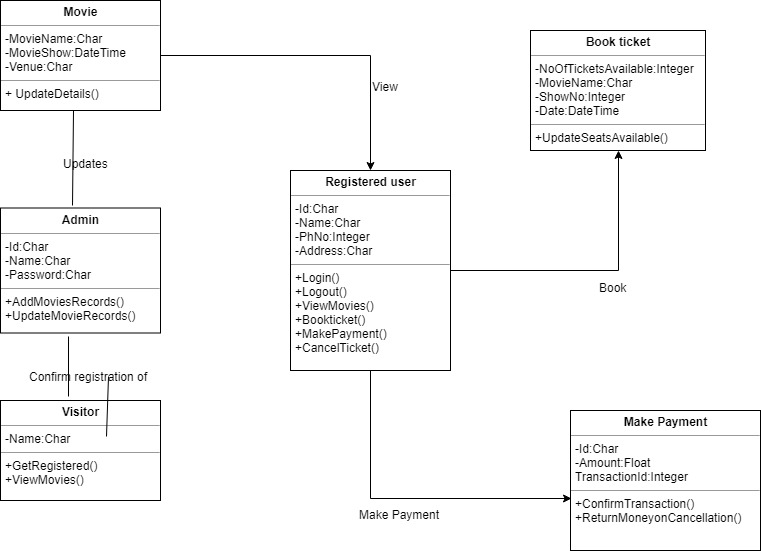 Movie
-MovieName:Char
-MovieShow:DateTime
-Venue:Char
+ UpdateDetails()
Updates
Admin
-Id:Char
-Name:Char
-Password:Char
+AddMoviesRecords()
+UpdateMovieRecords()
Confirm registration of
Visitor
-Name:Char
+GetRegistered()
+ViewMovies()
View
Registered user
-Id:Char
-Name:Char
-PhNo:Integer
-Address:Char
+Login()
+Logout()
+ViewMovies()
+Bookticket()
+MakePayment()
+CancelTicket()
Book ticket
-NoOfTicketsAvailable:Integer
-MovieName:Char
-ShowNo:Integer
-Date:DateTime
+UpdateSeatsAvailable()
Book
Make Payment
Make Payment
-Id:Char
-Amount:Float
TransactionId:Integer
+ConfirmTransaction()
+ReturnMoneyonCancellation()